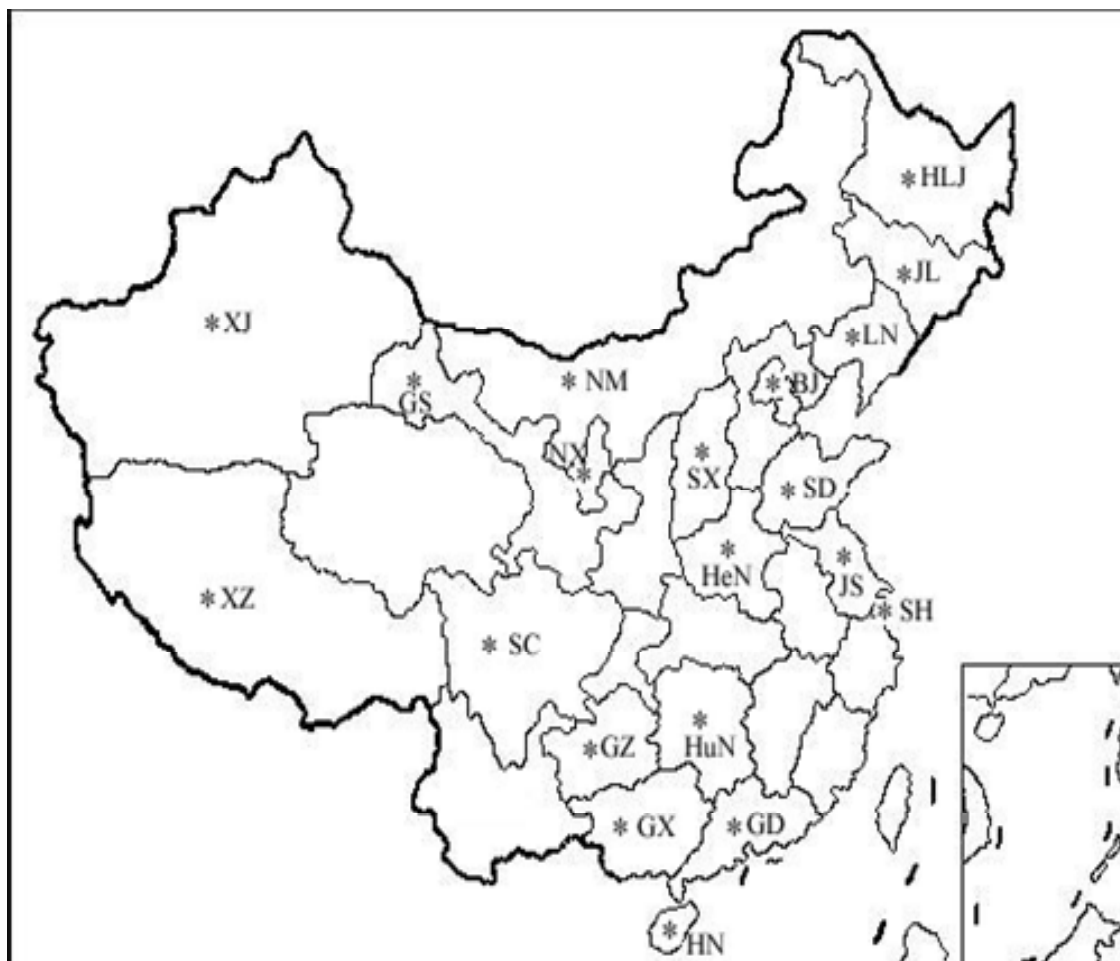 *HLJ
*JL
*XJ
*LN
*NM
*BJ
*
GS
NX
*
*
SX
*SD
*
HeN
*
JS
*XZ
*SH
*SC
*
HuN
*GZ
*GX
*GD
*
HN